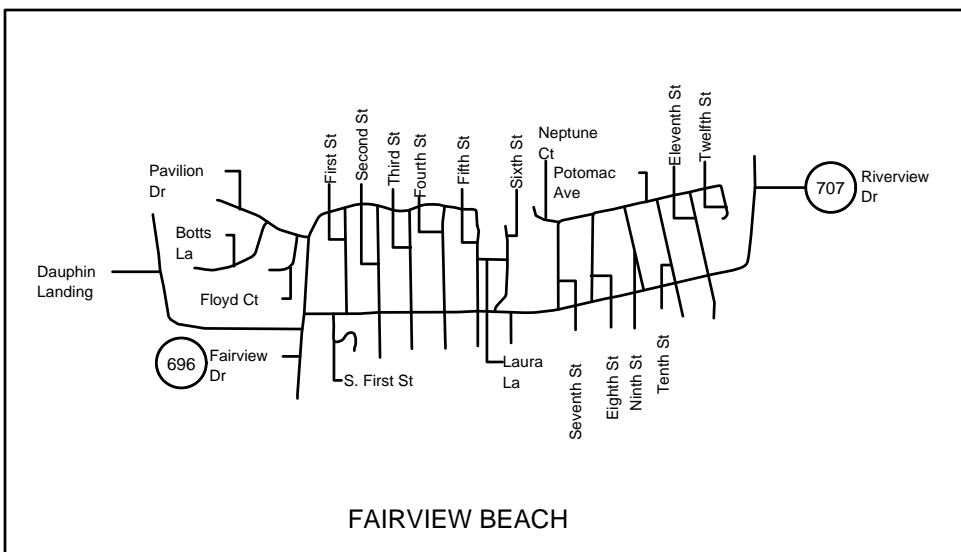 First St
Second St
Third St
Fourth St
Fifth St
Sixth St
Neptune
Ct
Potomac
Ave
Eleventh St
Twelfth St
707
Riverview
Dr
Pavilion
Dr
Botts
La
Dauphin
Landing
Floyd Ct
696
Fairview
Dr
S. First St
Laura
La
Seventh St
Eighth St
Ninth St
Tenth St
FAIRVIEW BEACH